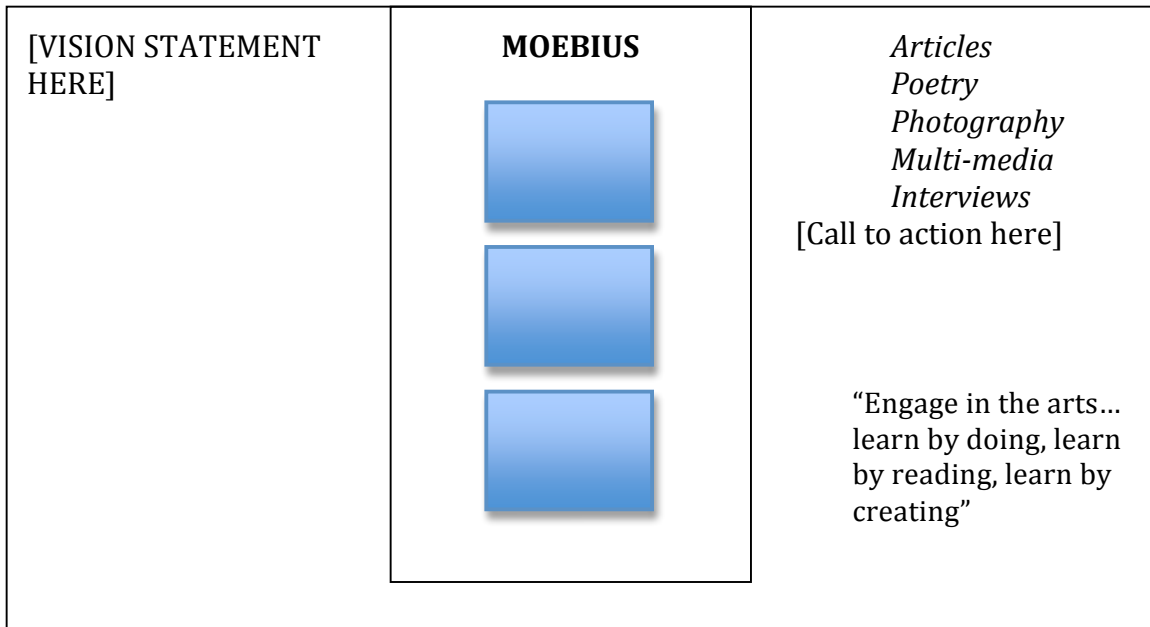 [VISION STATEMENT
HERE]
MOEBIUS
Articles
Poetry
Photography
Multi-media
Interviews
[Call to action here]
“Engage in the arts…
learn by doing, learn
by reading, learn by
creating”